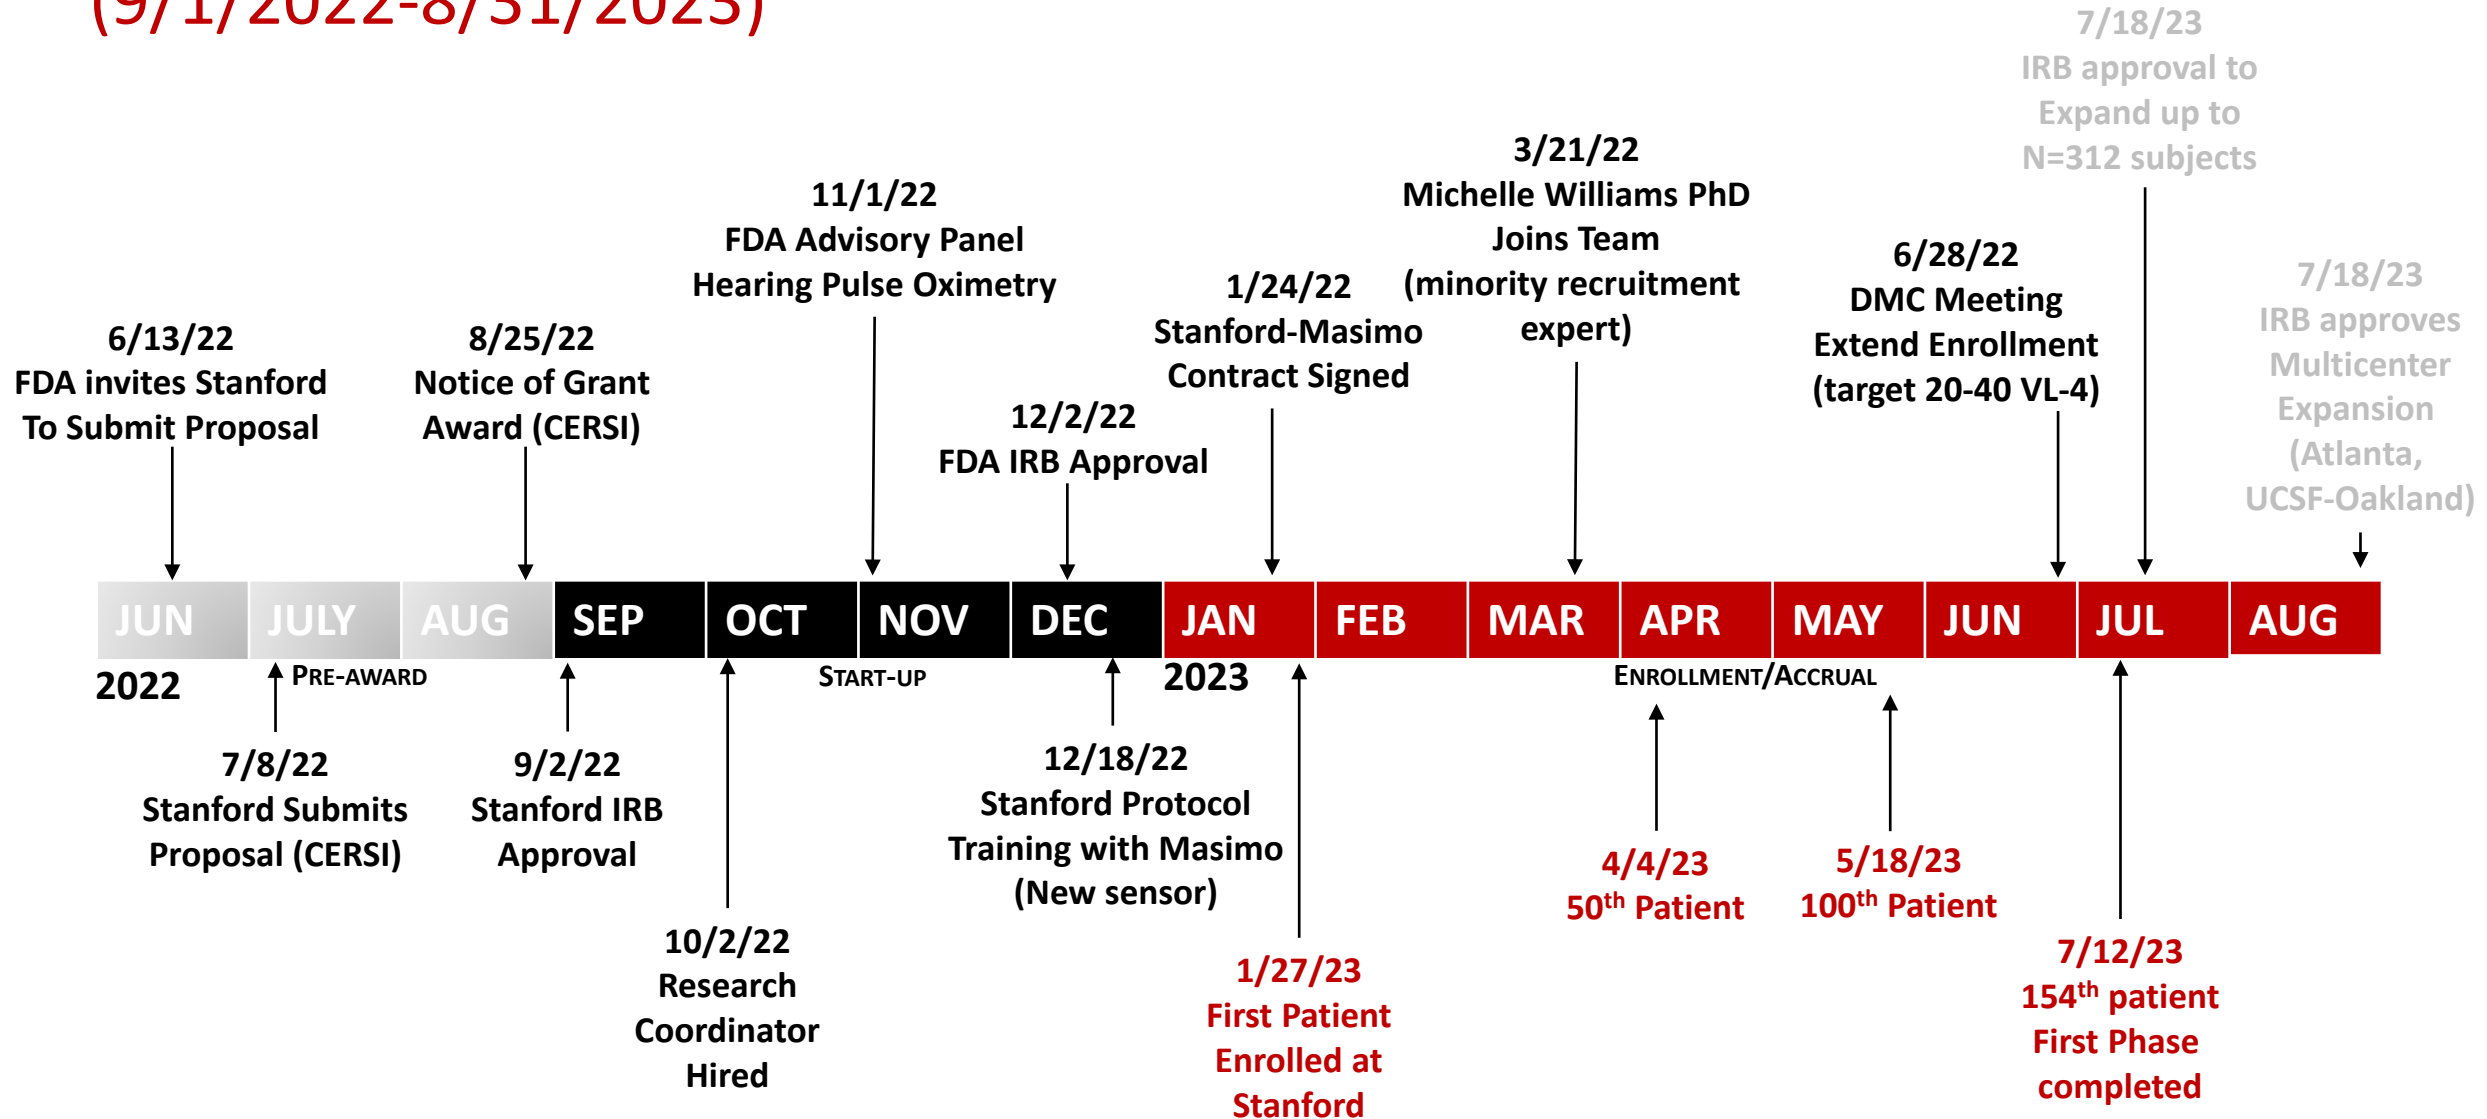 (9/1/2022-8/31/2023)
6/13/22
FDA invites Stanford
To Submit Proposal
8/25/22
Notice of Grant
Award (CERSI)
11/1/22
FDA Advisory Panel
Hearing Pulse Oximetry
12/2/22
FDA IRB Approval
1/24/22
Stanford-Masimo
Contract Signed
3/21/22
Michelle Williams PhD
Joins Team
(minority recruitment
expert)
6/28/22
DMC Meeting
Extend Enrollment
(target 20-40 VL-4)
7/18/23
IRB approval to
Expand up to
N=312 subjects
7/18/23
IRB approves
Multicenter
Expansion
(Atlanta,
UCSF-Oakland)
JUN JULY AUG SEP OCT NOV DEC JAN FEB MAR APR MAY JUN JUL AUG
2022 PRE-AWARD START-UP 2023 ENROLLMENT/ACCRUAL
7/8/22
Stanford Submits
Proposal (CERSI)
9/2/22
Stanford IRB
Approval
10/2/22
Research
Coordinator
Hired
12/18/22
Stanford Protocol
Training with Masimo
(New sensor)
1/27/23
First Patient
Enrolled at
Stanford
4/4/23
50th Patient
5/18/23
100th Patient
7/12/23
154th patient
First Phase
completed